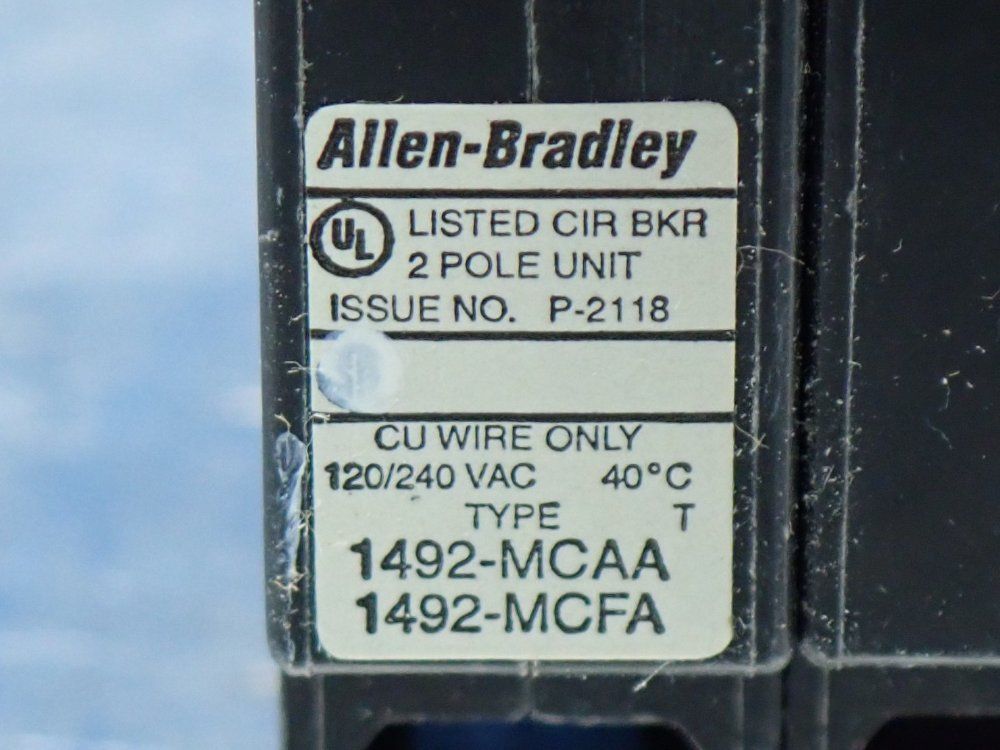 Allen-Bradley
UL LISTED CIR BKR
2 POLE UNIT
ISSUE NO. P-2118
CU WIRE ONLY
120/240 VAC 40°C
TYPE T
1492-MCAA
1492-MCFA